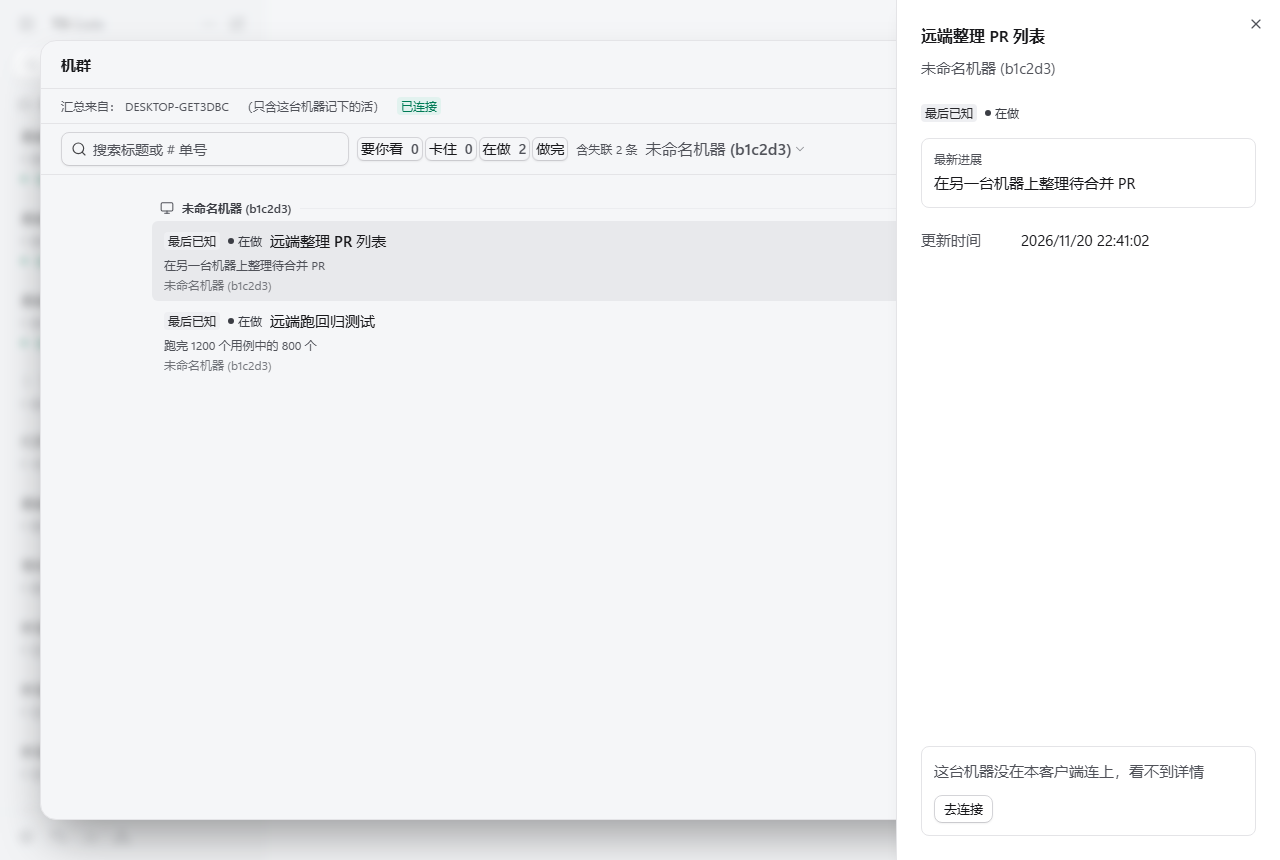 机群
汇总来自： DESKTOP-GET3DBC （只含这台机器记下的活） 已连接
搜索标题或 # 单号 要你看 0 卡住 0 在做 2 做完 含失联 2 条 未命名机器 (b1c2d3)
未命名机器 (b1c2d3)
最后已知 在做 远端整理 PR 列表
在另一台机器上整理待合并 PR
未命名机器 (b1c2d3)
最后已知 在做 远端跑回归测试
跑完 1200 个用例中的 800 个
未命名机器 (b1c2d3)
远端整理 PR 列表
未命名机器 (b1c2d3)
最后已知 在做
最新进展
在另一台机器上整理待合并 PR
更新时间 2026/11/20 22:41:02
这台机器没在本客户端连上，看不到详情
去连接